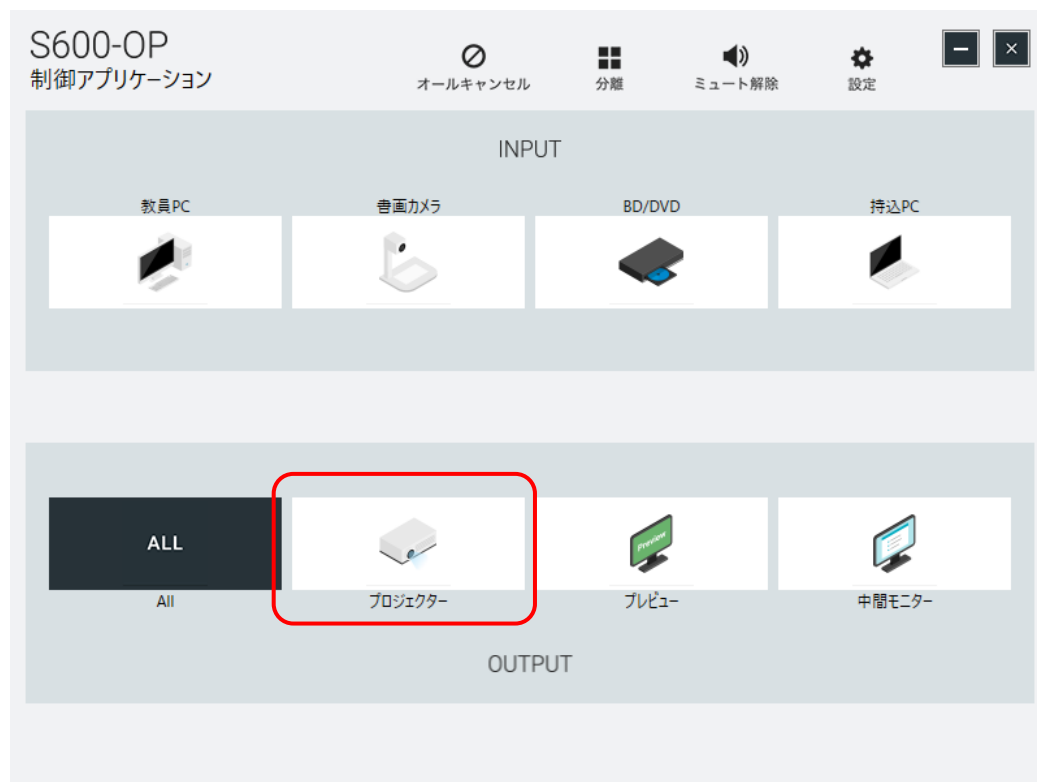 S600-OP
制御アプリケーション
オールキャンセル
分離
ミュート解除
設定
INPUT
教員PC
書画カメラ
BD/DVD
持込PC
ALL
Preview
All
プロジェクター
プレビュー
中間モニター
OUTPUT